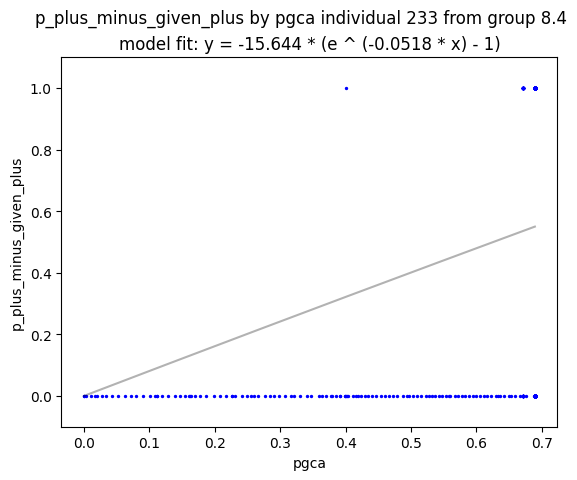 p_plus_minus_given_plus by pgca individual 233 from group 8.4
model fit: y = -15.644 * (e ^ (-0.0518 * x) - 1)
1.0
0.8
0.6
0.4
0.2
0.0
p_plus_minus_given_plus
0.0 0.1 0.2 0.3 0.4 0.5 0.6 0.7
pgca